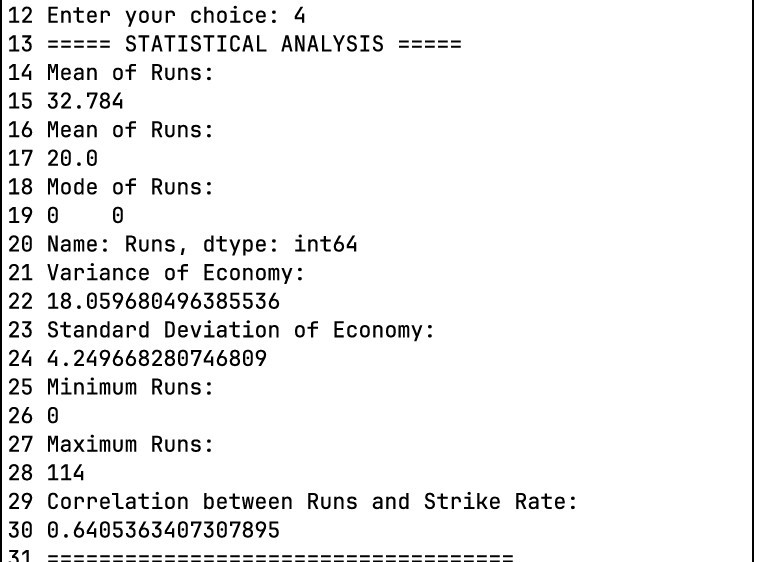 12 Enter your choice: 4
13 ===== STATISTICAL ANALYSIS =====
14 Mean of Runs:
15 32.784
16 Mean of Runs:
17 20.0
18 Mode of Runs:
19 0    0
20 Name: Runs, dtype: int64
21 Variance of Economy:
22 18.059680496385536
23 Standard Deviation of Economy:
24 4.249668280746809
25 Minimum Runs:
26 0
27 Maximum Runs:
28 114
29 Correlation between Runs and Strike Rate:
30 0.6405363407307895
31 ====================================